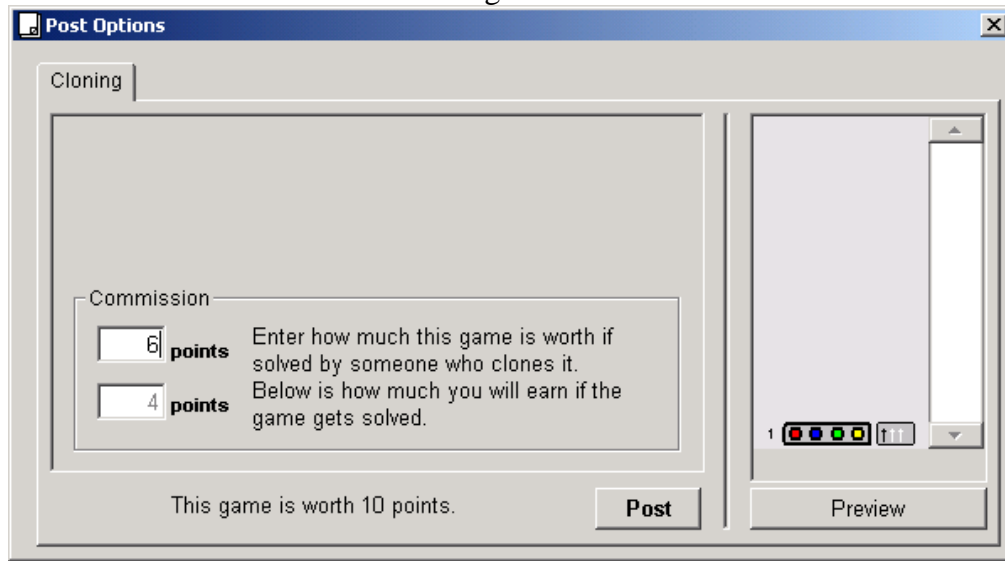 Post Options
Cloning
Commission
6 points
Enter how much this game is worth if
solved by someone who clones it.
4 points
Below is how much you will earn if the
game gets solved.
This game is worth 10 points.
Post
1
Preview